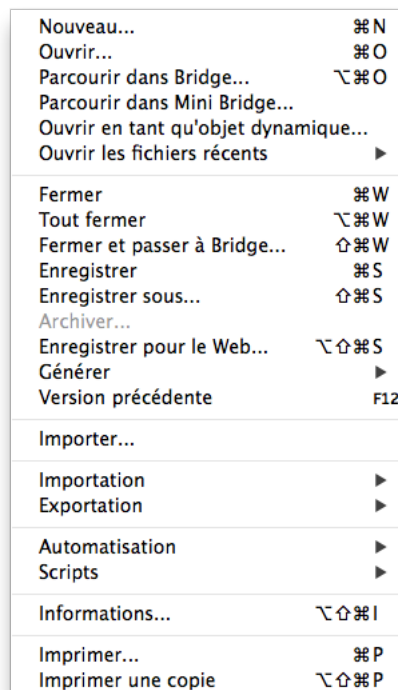 Nouveau... ⌘N
Ouvrir... ⌘O
Parcourir dans Bridge... ⌥⌘O
Parcourir dans Mini Bridge...
Ouvrir en tant qu'objet dynamique...
Ouvrir les fichiers récents ▶
Fermer ⌘W
Tout fermer ⌥⌘W
Fermer et passer à Bridge... ⇧⌘W
Enregistrer ⌘S
Enregistrer sous... ⇧⌘S
Archiver...
Enregistrer pour le Web... ⌥⇧⌘S
Générer ▶
Version précédente F12
Importer...
Importation ▶
Exportation ▶
Automatisation ▶
Scripts ▶
Informations... ⌥⇧⌘I
Imprimer... ⌘P
Imprimer une copie ⌥⇧⌘P